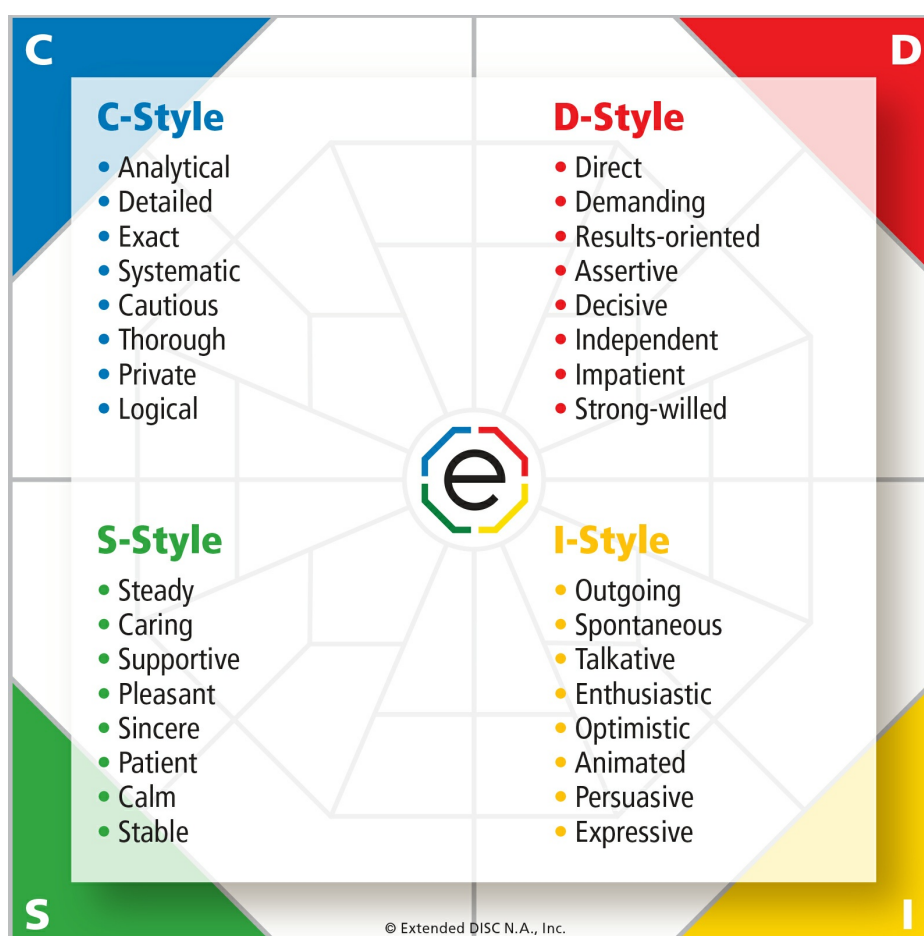 C
D
C-Style
• Analytical
• Detailed
• Exact
• Systematic
• Cautious
• Thorough
• Private
• Logical
D-Style
• Direct
• Demanding
• Results-oriented
• Assertive
• Decisive
• Independent
• Impatient
• Strong-willed
e
S-Style
• Steady
• Caring
• Supportive
• Pleasant
• Sincere
• Patient
• Calm
• Stable
I-Style
• Outgoing
• Spontaneous
• Talkative
• Enthusiastic
• Optimistic
• Animated
• Persuasive
• Expressive
S
I
© Extended DISC N.A., Inc.